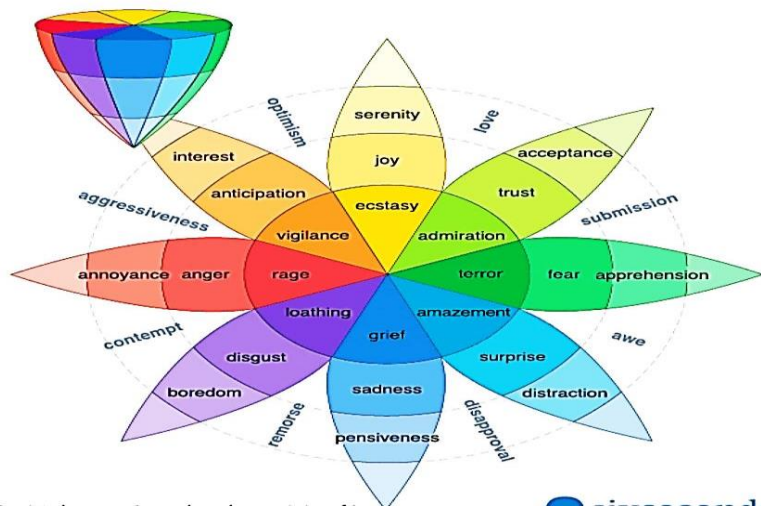 serenity
optimism
love
joy
interest
acceptance
anticipation
trust
ecstasy
aggressiveness
submission
vigilance
admiration
annoyance
anger
rage
terror
fear
apprehension
loathing
amazement
grief
contempt
awe
disgust
surprise
boredom
sadness
distraction
remorse
pensiveness
disapproval